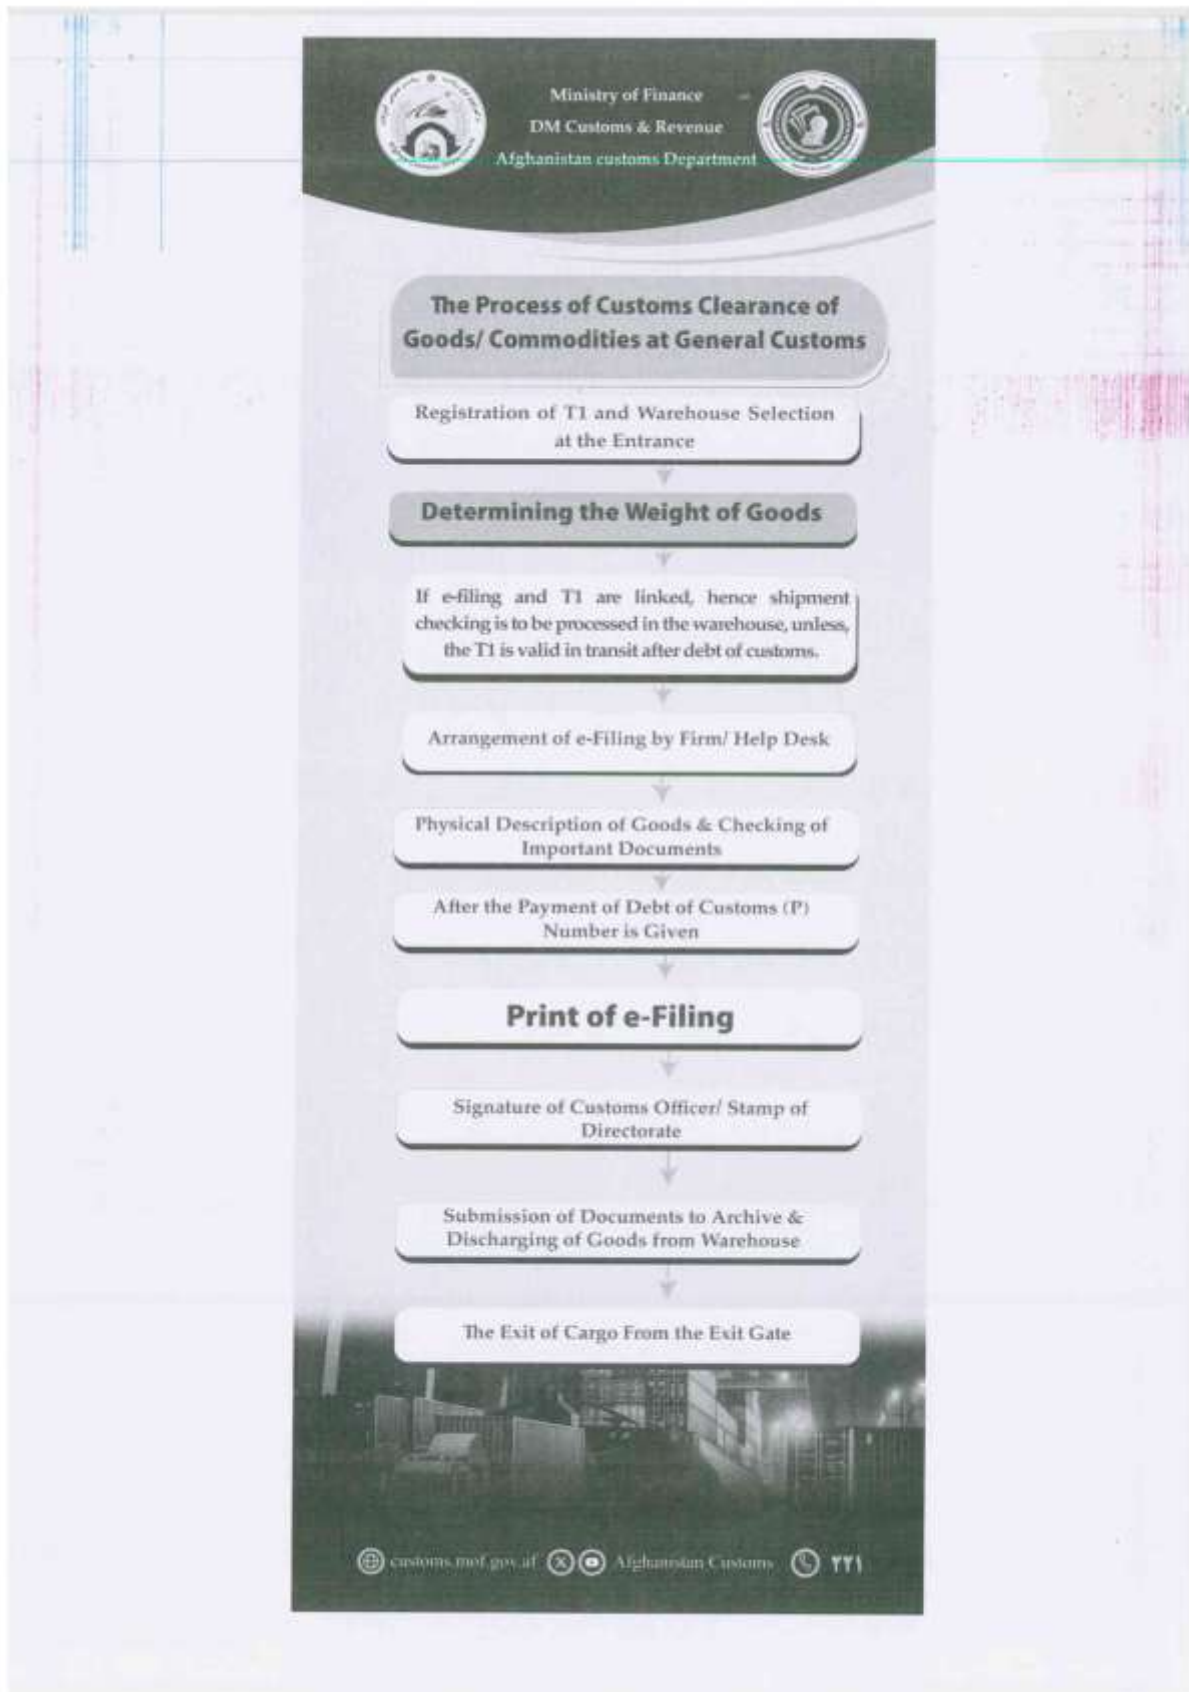 Ministry of Finance
DM Customs & Revenue
Afghanistan customs Department
The Process of Customs Clearance of
Goods/ Commodities at General Customs
Registration of T1 and Warehouse Selection
at the Entrance
Determining the Weight of Goods
If e-filing and T1 are linked, hence shipment
checking is to be processed in the warehouse, unless,
the T1 is valid in transit after debt of customs.
Arrangement of e-Filing by Firm/ Help Desk
Physical Description of Goods & Checking of
Important Documents
After the Payment of Debt of Customs (P)
Number is Given
Print of e-Filing
Signature of Customs Officer/ Stamp of
Directorate
Submission of Documents to Archive &
Discharging of Goods from Warehouse
The Exit of Cargo From the Exit Gate
customs.mof.gov.af Afghanistan Customs ۲۲۱